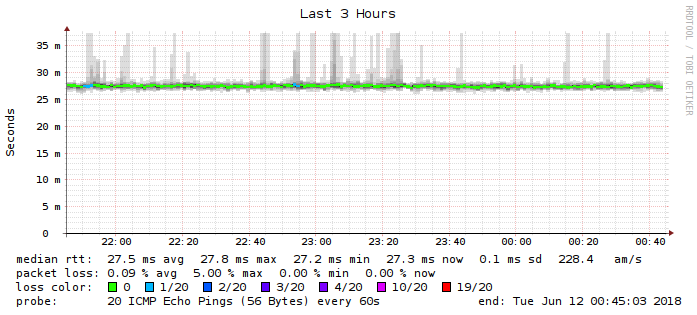 Last 3 Hours
RRDTOOL / TOBI OETIKER
Seconds
35 m
30 m
25 m
20 m
15 m
10 m
5 m
0
22:00 22:20 22:40 23:00 23:20 23:40 00:00 00:20 00:40
median rtt: 27.5 ms avg 27.8 ms max 27.2 ms min 27.3 ms now 0.1 ms sd 228.4 am/s
packet loss: 0.09 % avg 5.00 % max 0.00 % min 0.00 % now
loss color: 0 1/20 2/20 3/20 4/20 10/20 19/20
probe: 20 ICMP Echo Pings (56 Bytes) every 60s end: Tue Jun 12 00:45:03 2018